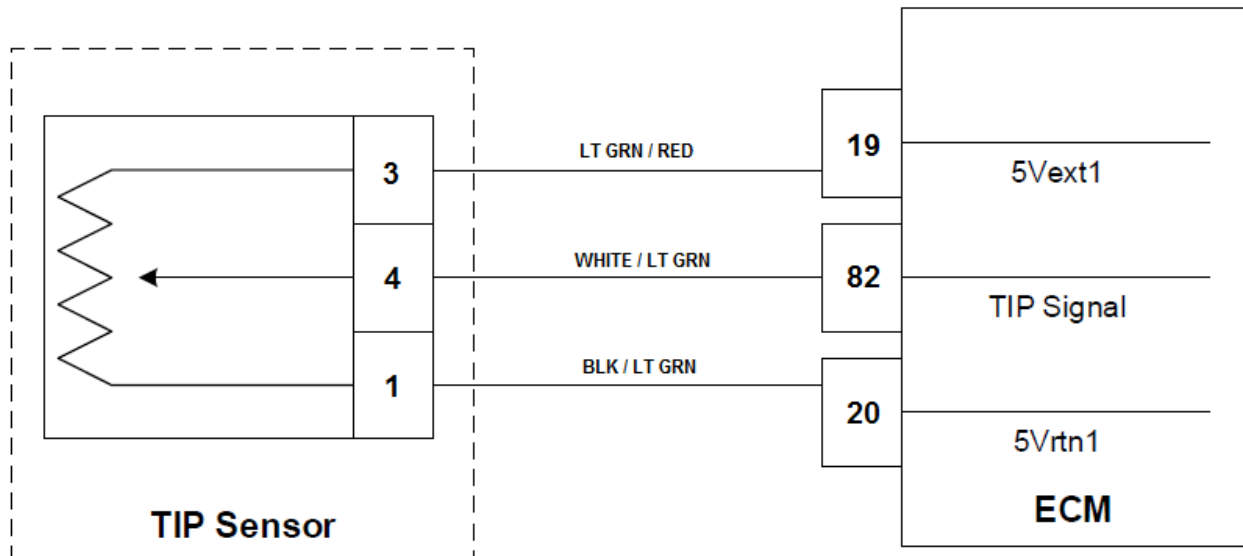 3
LT GRN / RED
19
5Vext1
4
WHITE / LT GRN
82
TIP Signal
1
BLK / LT GRN
20
5Vrtn1
TIP Sensor
ECM